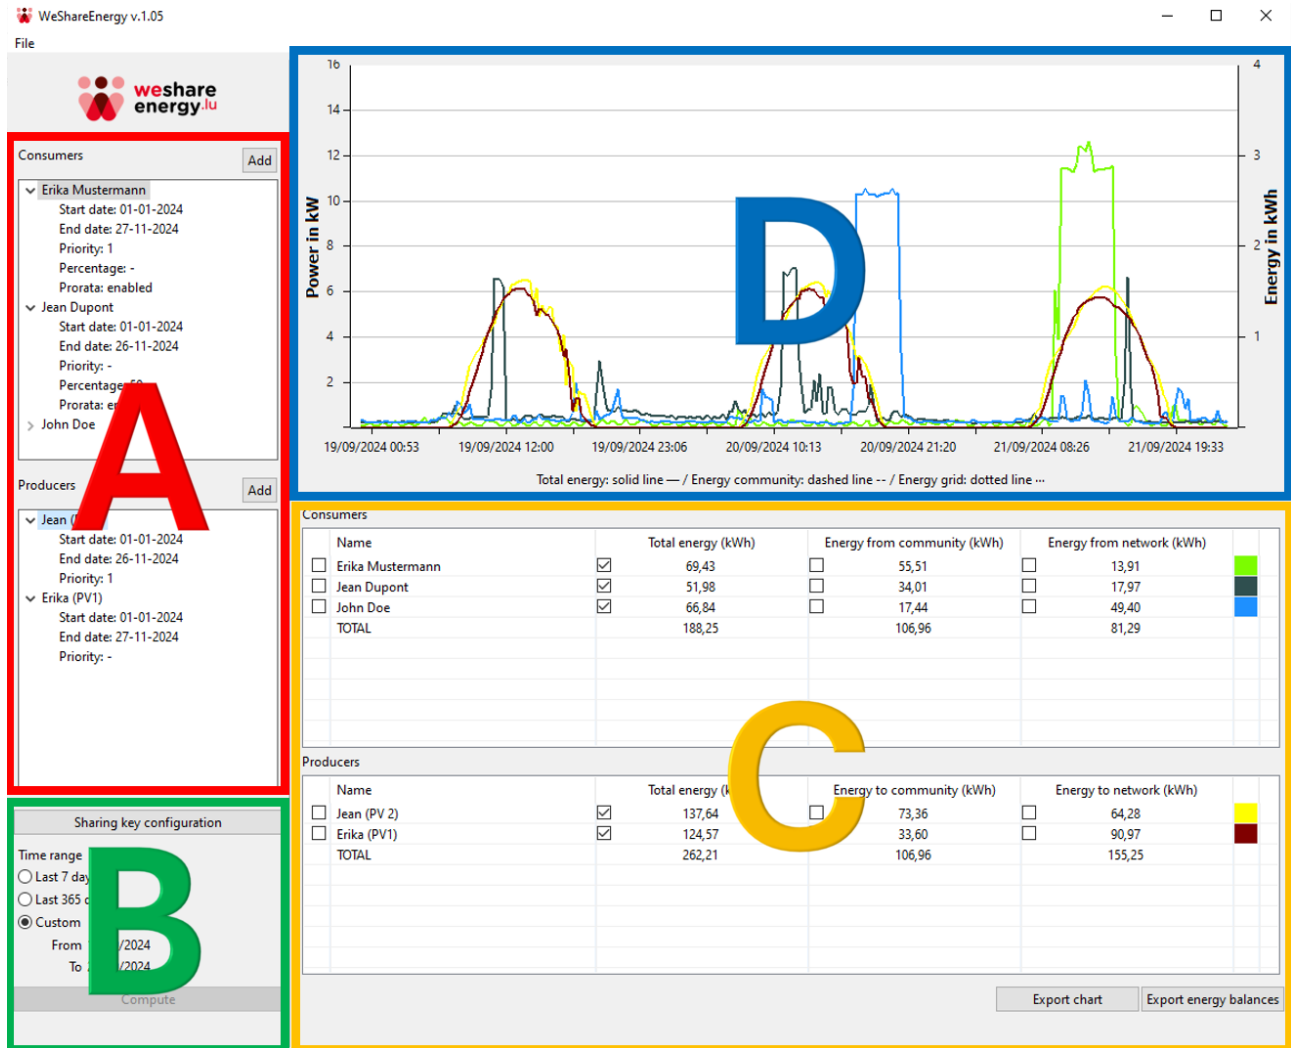 WeShareEnergy v.1.05
File
weshare
energy.lu
Consumers
Add
Erika Mustermann
Start date: 01-01-2024
End date: 27-11-2024
Priority: 1
Percentage: -
Prorata: enabled
Jean Dupont
Start date: 01-01-2024
End date: 26-11-2024
Priority: -
Percentage:
Prorata:
John Doe
A
Producers
Add
Jean
Start date: 01-01-2024
End date: 26-11-2024
Priority: 1
Erika (PV1)
Start date: 01-01-2024
End date: 27-11-2024
Priority: -
Sharing key configuration
Time range
Last 7
Last 365
Custom
From /2024
To /2024
B
Compute
Power in kW
16
14
12
10
8
6
4
2
D
4
3
2
1
Energy in kWh
19/09/2024 00:53 19/09/2024 12:00 19/09/2024 23:06 20/09/2024 10:13 20/09/2024 21:20 21/09/2024 08:26 21/09/2024 19:33
Total energy: solid line — / Energy community: dashed line -- / Energy grid: dotted line ···
Consumers
Name Total energy (kWh) Energy from community (kWh) Energy from network (kWh)
Erika Mustermann 69,43 55,51 13,91
Jean Dupont 51,98 34,01 17,97
John Doe 66,84 17,44 49,40
TOTAL 188,25 106,96 81,29
C
Producers
Name Total energy Energy to community (kWh) Energy to network (kWh)
Jean (PV 2) 137,64 73,36 64,28
Erika (PV1) 124,57 33,60 90,97
TOTAL 262,21 106,96 155,25
Export chart Export energy balances